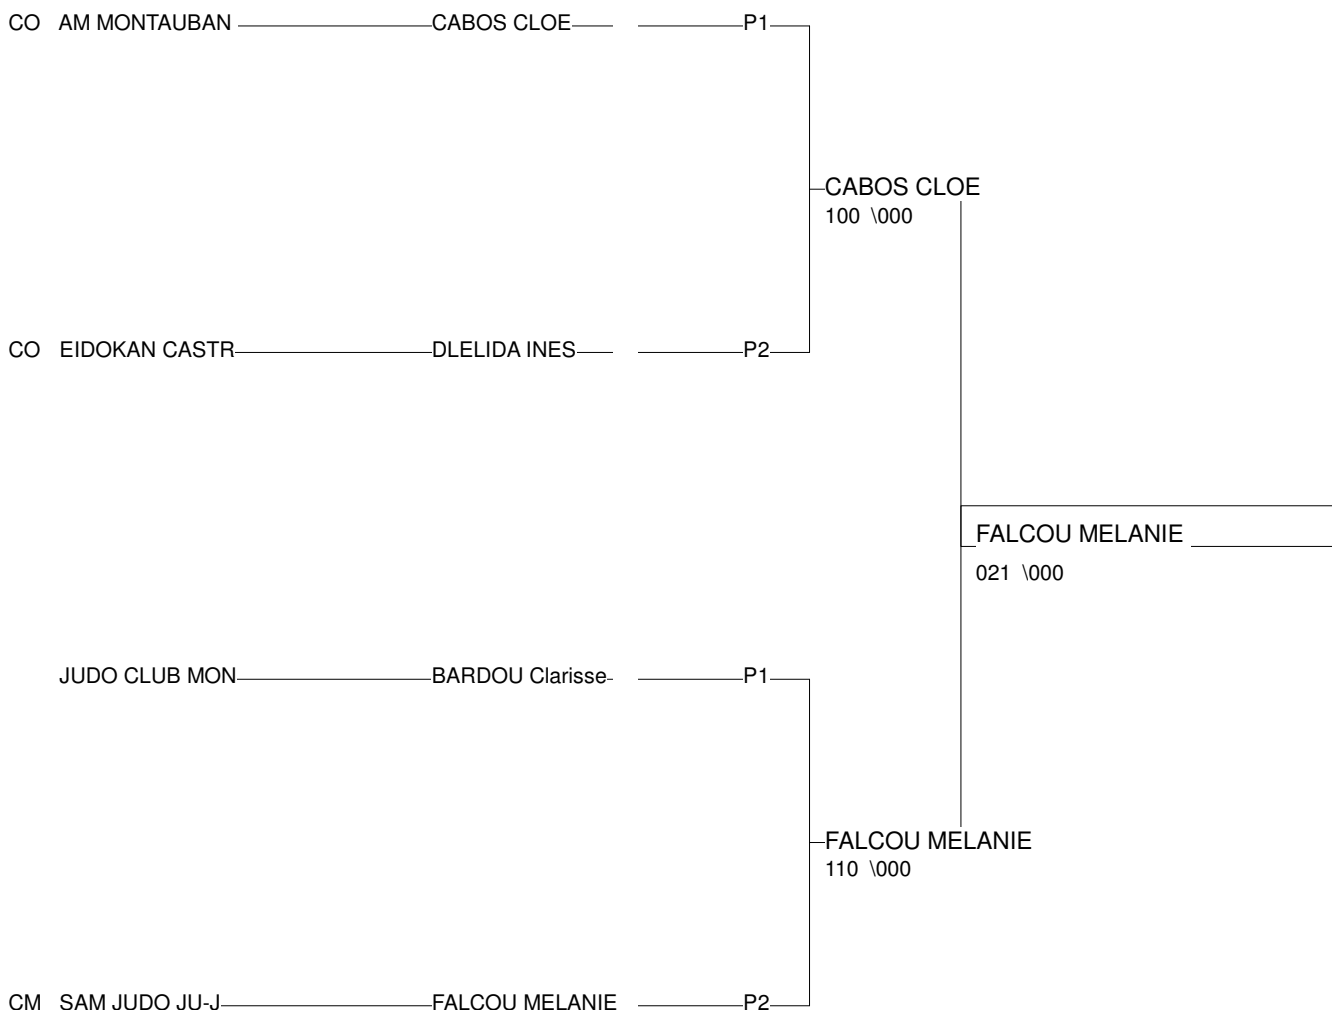 CO AM MONTAUBAN CABOS CLOE P1
CABOS CLOE
100 \000
CO EIDOKAN CASTR DLELIDA INES P2
FALCOU MELANIE
021 \000
JUDO CLUB MON BARDOU Clarisse P1
FALCOU MELANIE
110 \000
CM SAM JUDO JU-J FALCOU MELANIE P2